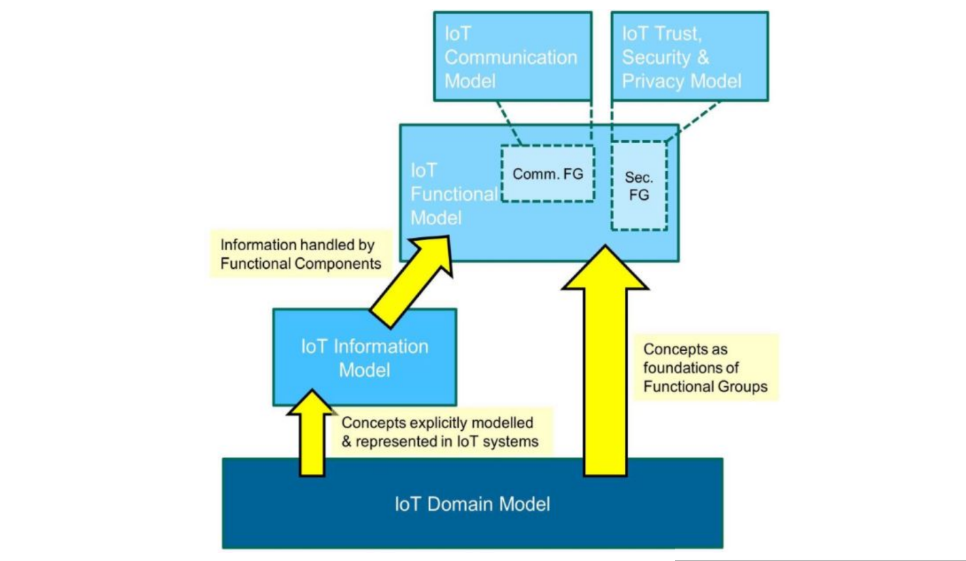 IoT
Communication
Model
IoT Trust,
Security &
Privacy Model
IoT
Functional
Model
Comm. FG
Sec.
FG
Information handled by
Functional Components
IoT Information
Model
Concepts as
foundations of
Functional Groups
Concepts explicitly modelled
& represented in IoT systems
IoT Domain Model